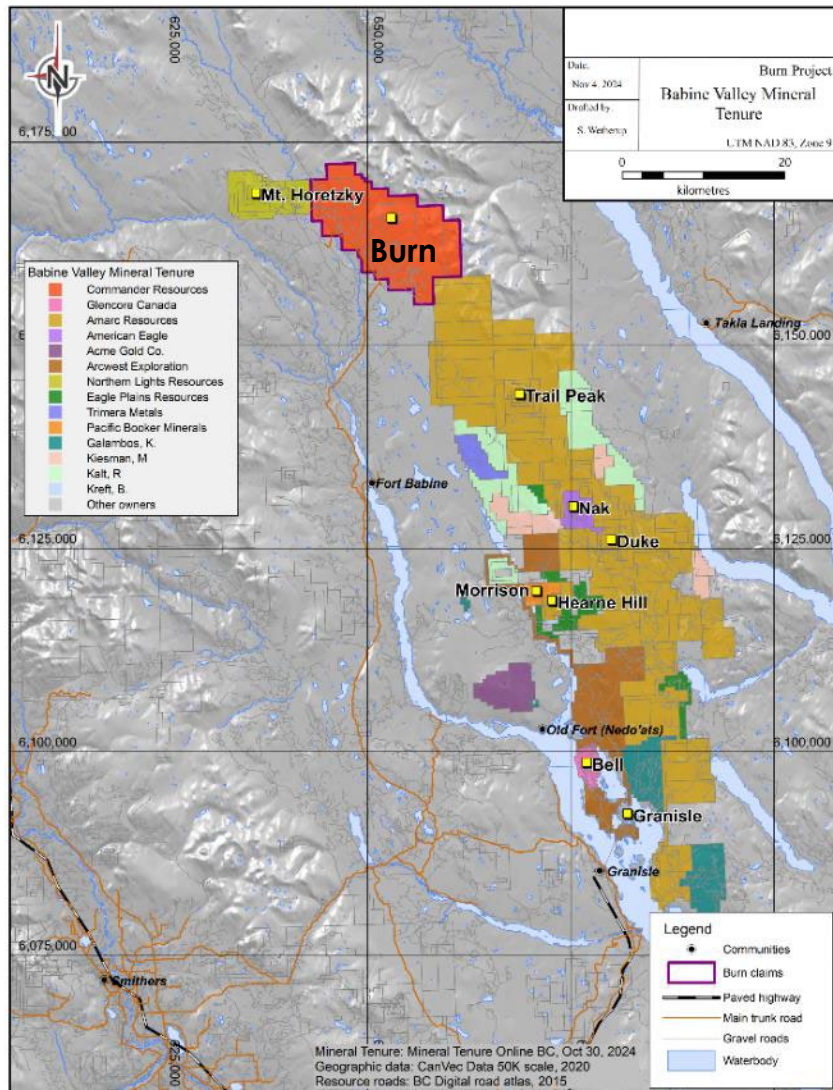 625,000
650,000
N
Date:
Nov 4, 2024
Drafted by:
S. Wetherup
Burn Project
Babine Valley Mineral
Tenure
UTM NAD 83, Zone 9
0 20
kilometres
6,175,000
Mt. Horetzky
Burn
Babine Valley Mineral Tenure
Commander Resources
Glencore Canada
Amarc Resources
American Eagle
Acme Gold Co.
Arcwest Exploration
Northern Lights Resources
Eagle Plains Resources
Trimera Metals
Pacific Booker Minerals
Galambos, K.
Kiesman, M
Kalt, R
Kreft, B.
Other owners
Takla Landing
6,150,000
Trail Peak
Fort Babine
Nak
Duke
6,125,000
6,125,000
Morrison
Hearne Hill
Old Fort (Nedo'ats)
6,100,000
6,100,000
Bell
Granisle
Granisle
6,075,000
6,075,000
Smithers
625,000
650,000
Legend
Communities
Burn claims
Paved highway
Main trunk road
Gravel roads
Waterbody
Mineral Tenure: Mineral Tenure Online BC, Oct 30, 2024
Geographic data: CanVec Data 50K scale, 2020
Resource roads: BC Digital road atlas, 2015